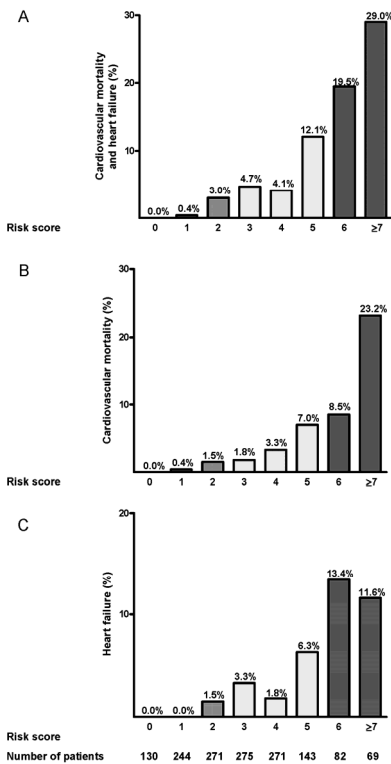 A
Cardiovascular mortality
and heart failure (%)
30
20
10
0.0%
0.4%
3.0%
4.7%
4.1%
12.1%
19.5%
29.0%
Risk score
0 1 2 3 4 5 6 ≥7
B
Cardiovascular mortality (%)
30
20
10
0.0%
0.4%
1.5%
1.8%
3.3%
7.0%
8.5%
23.2%
Risk score
0 1 2 3 4 5 6 ≥7
C
Heart failure (%)
20
10
0.0%
0.0%
1.5%
3.3%
1.8%
6.3%
13.4%
11.6%
0 1 2 3 4 5 6 ≥7
Risk score
Number of patients 130 244 271 275 271 143 82 69